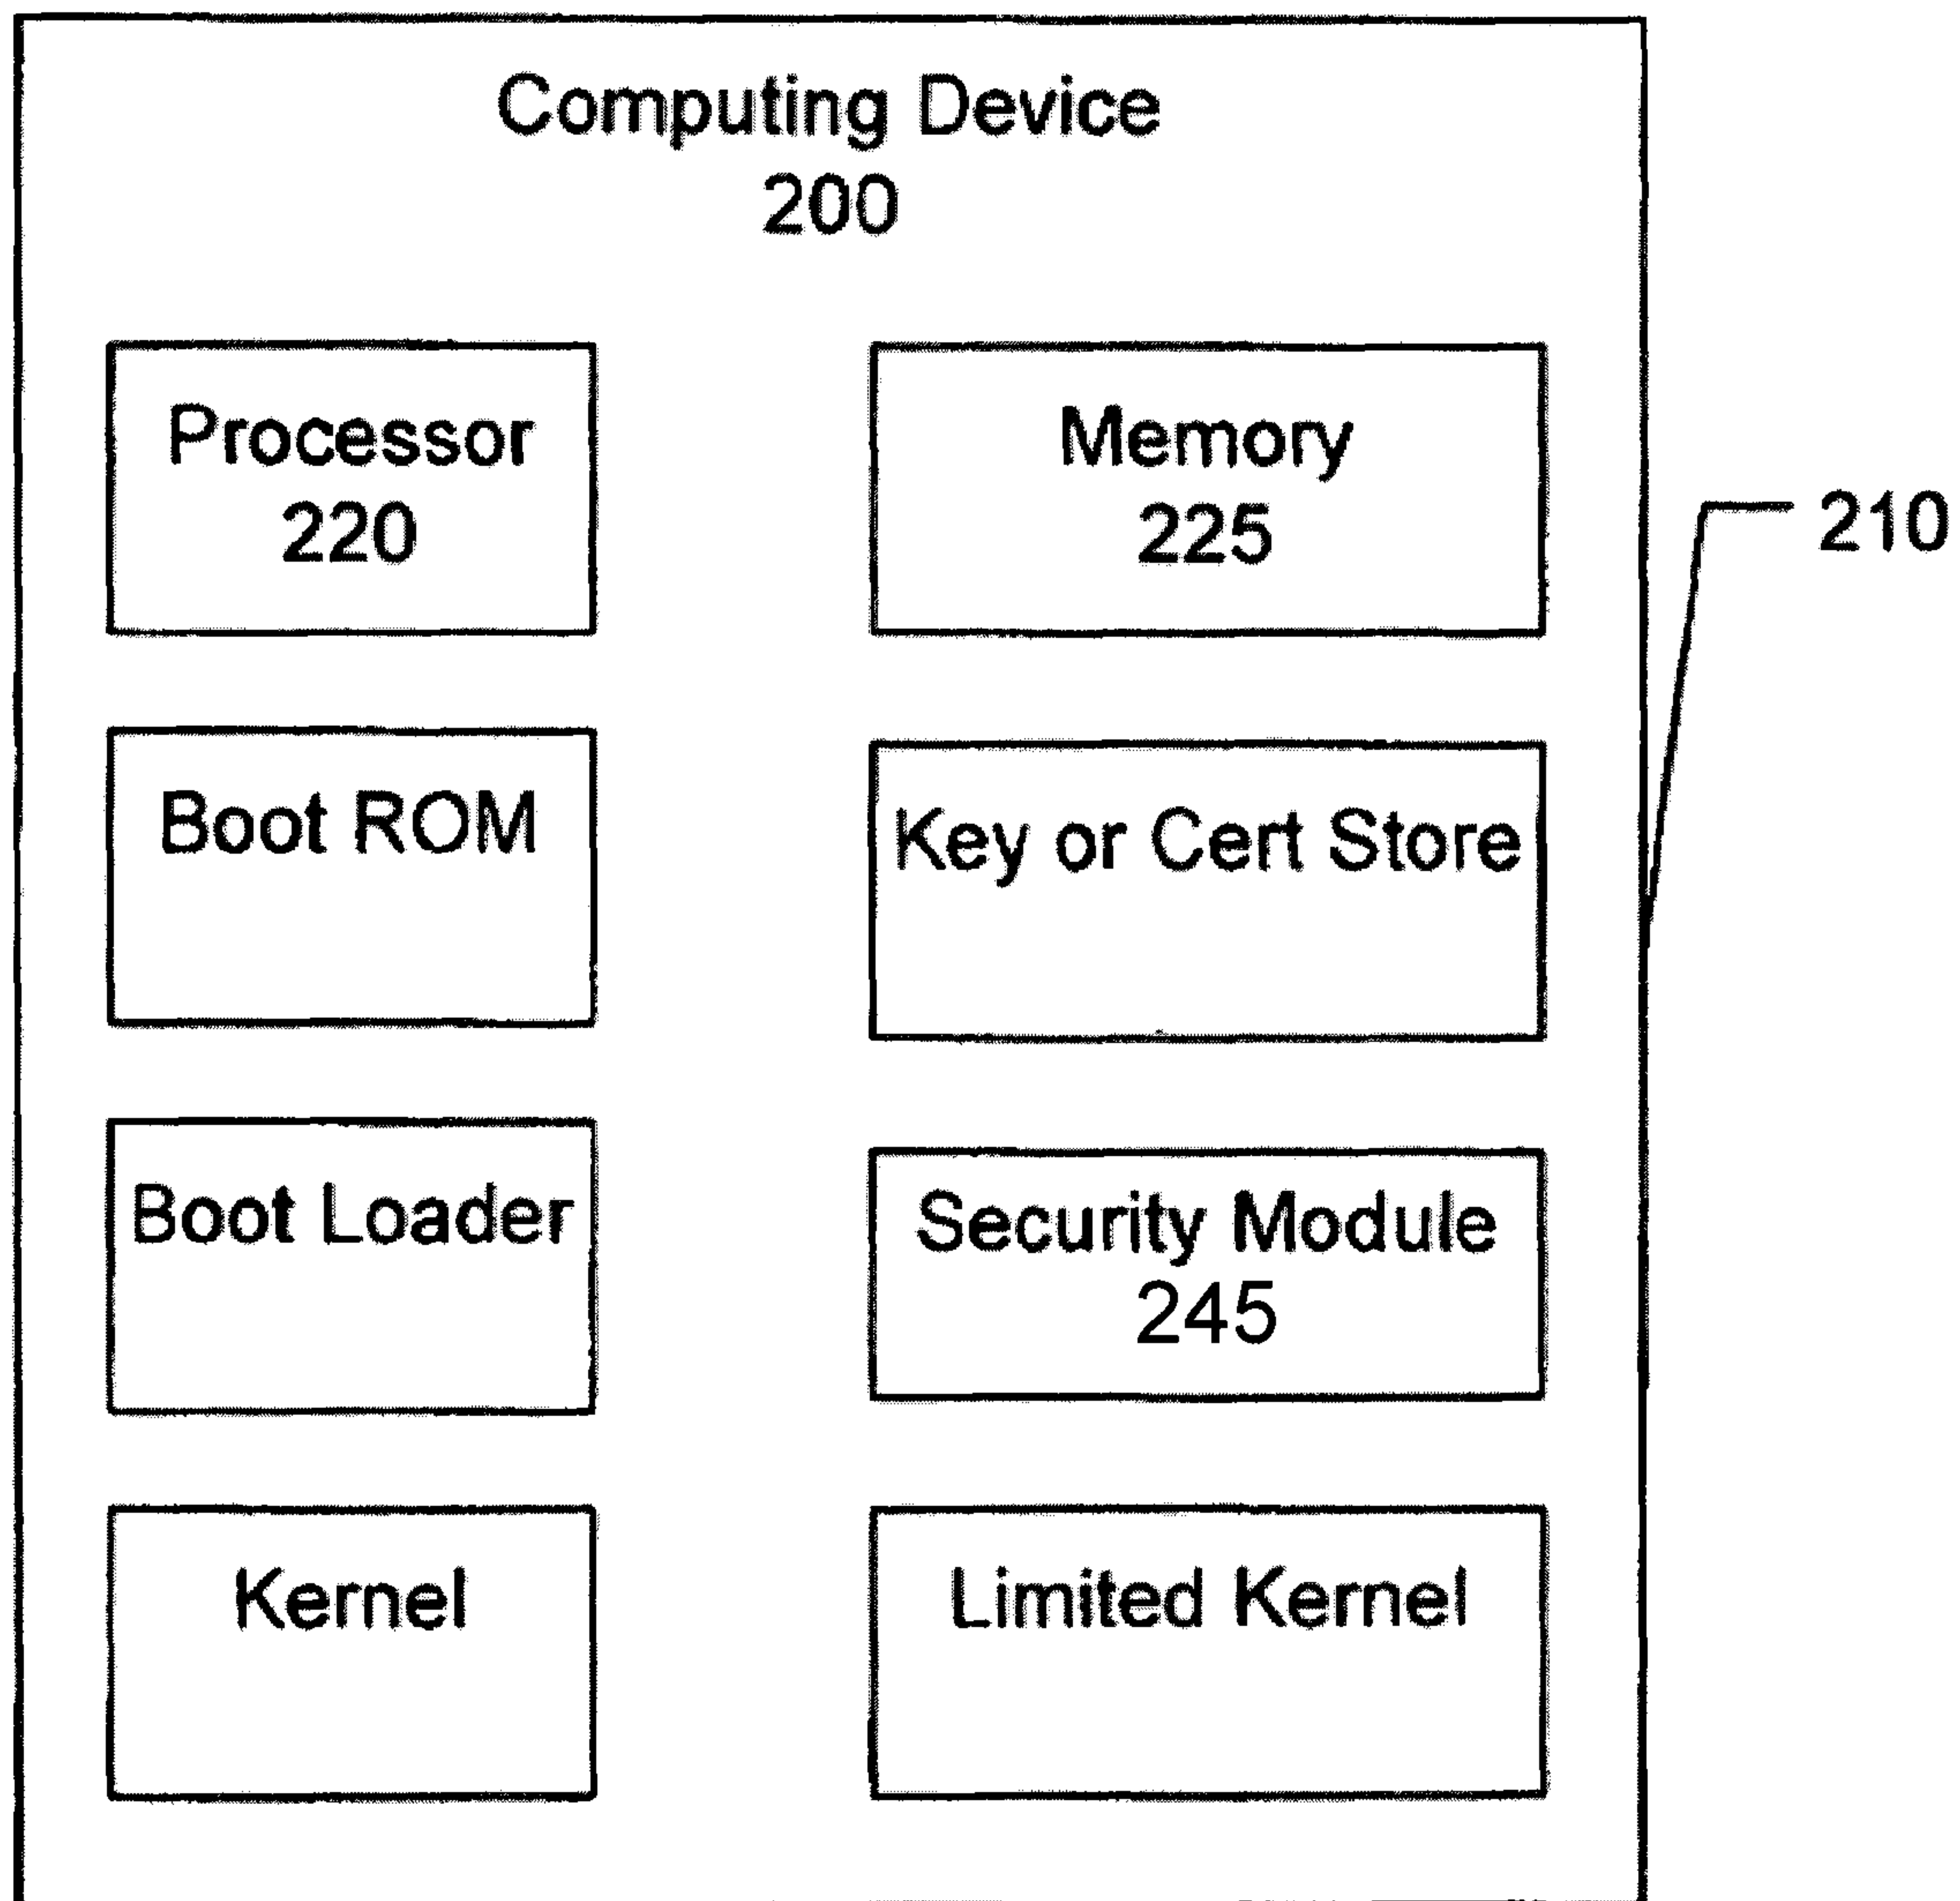 Computing Device
200
Processor
220
Memory
225
210
Boot ROM
Key or Cert Store
Boot Loader
Security Module
245
Kernel
Limited Kernel